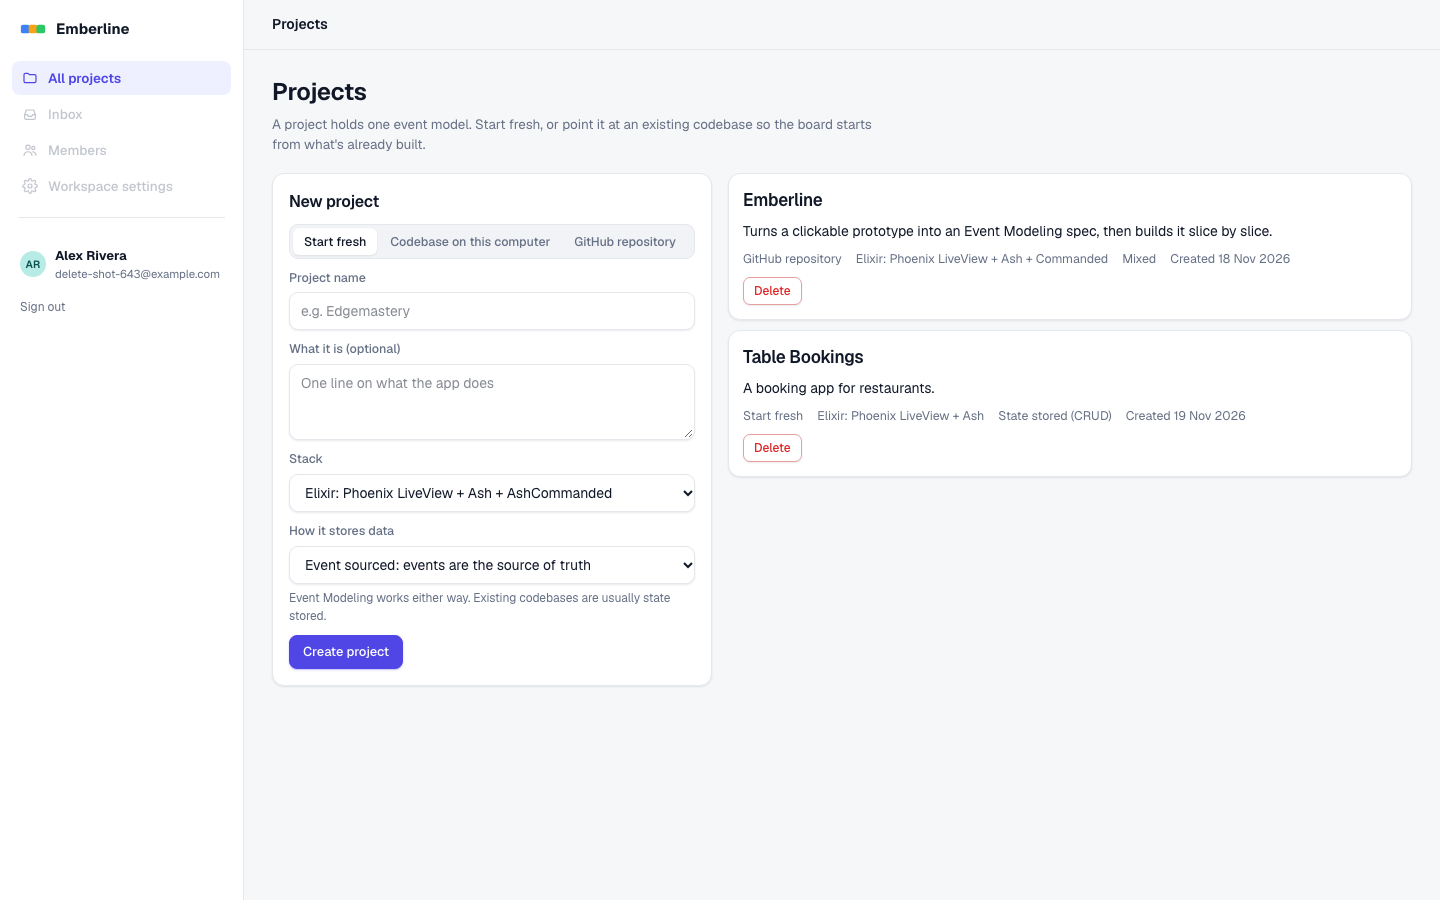 Emberline
All projects
Inbox
Members
Workspace settings
AR
Alex Rivera
delete-shot-643@example.com
Sign out
Projects
Projects
A project holds one event model. Start fresh, or point it at an existing codebase so the board starts
from what's already built.
New project
Start fresh
Codebase on this computer
GitHub repository
Project name
e.g. Edgemastery
What it is (optional)
One line on what the app does
Stack
Elixir: Phoenix LiveView + Ash + AshCommanded
How it stores data
Event sourced: events are the source of truth
Event Modeling works either way. Existing codebases are usually state
stored.
Create project
Emberline
Turns a clickable prototype into an Event Modeling spec, then builds it slice by slice.
GitHub repository Elixir: Phoenix LiveView + Ash + Commanded Mixed Created 18 Nov 2026
Delete
Table Bookings
A booking app for restaurants.
Start fresh Elixir: Phoenix LiveView + Ash State stored (CRUD) Created 19 Nov 2026
Delete